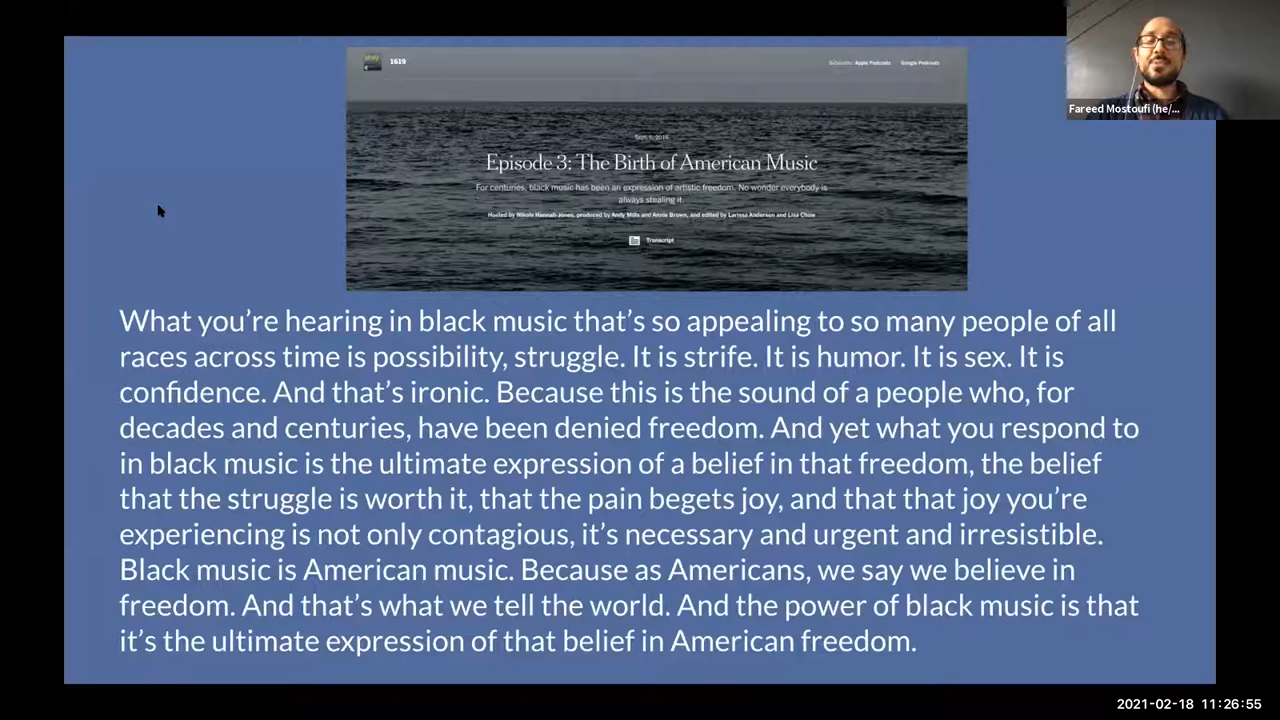 1619
Subscribe: Apple Podcasts Google Podcasts
Sept. 6, 2019
Episode 3: The Birth of American Music
For centuries, black music has been an expression of artistic freedom. No wonder everybody is
always stealing it.
Hosted by Nikole Hannah-Jones, produced by Andy Mills and Annie Brown, and edited by Larissa Anderson and Lisa Chow
Transcript
Fareed Mostoufi (he/...
What you’re hearing in black music that’s so appealing to so many people of all
races across time is possibility, struggle. It is strife. It is humor. It is sex. It is
confidence. And that’s ironic. Because this is the sound of a people who, for
decades and centuries, have been denied freedom. And yet what you respond to
in black music is the ultimate expression of a belief in that freedom, the belief
that the struggle is worth it, that the pain begets joy, and that that joy you’re
experiencing is not only contagious, it’s necessary and urgent and irresistible.
Black music is American music. Because as Americans, we say we believe in
freedom. And that’s what we tell the world. And the power of black music is that
it’s the ultimate expression of that belief in American freedom.
2021-02-18 11:26:55